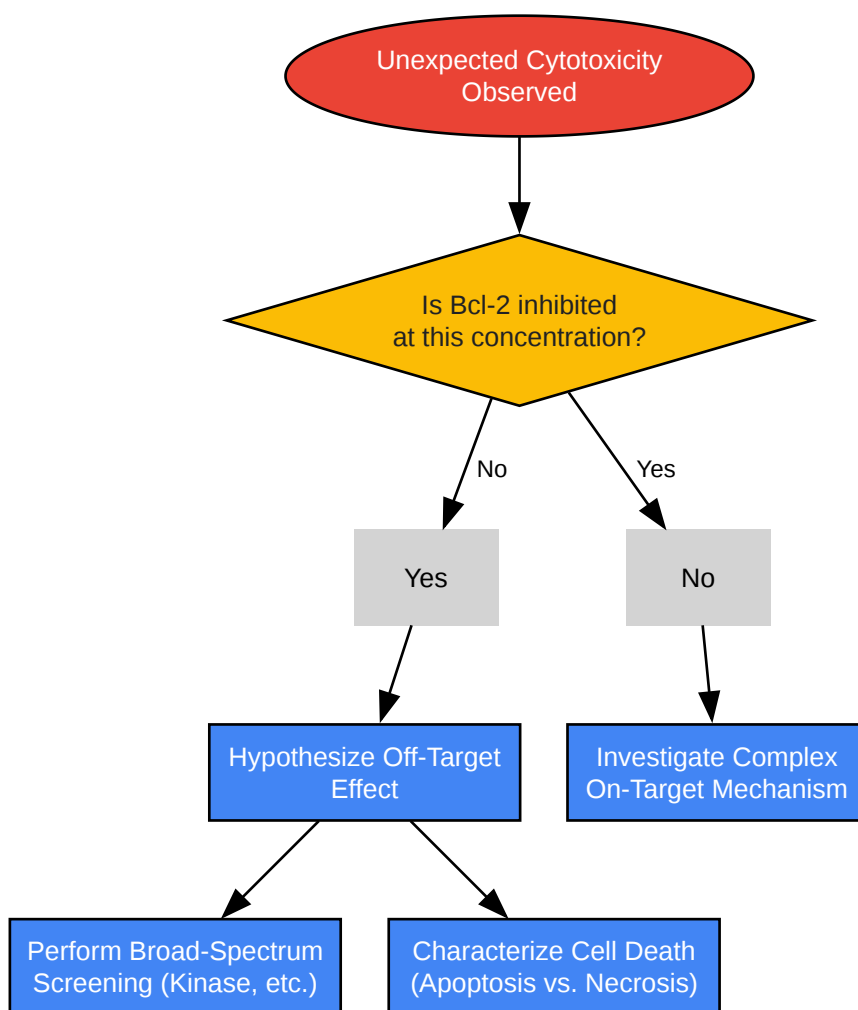 Unexpected Cytotoxicity
Observed
Is Bcl-2 inhibited
at this concentration?
No
Yes
Yes
No
Hypothesize Off-Target
Effect
Investigate Complex
On-Target Mechanism
Perform Broad-Spectrum
Screening (Kinase, etc.)
Characterize Cell Death
(Apoptosis vs. Necrosis)